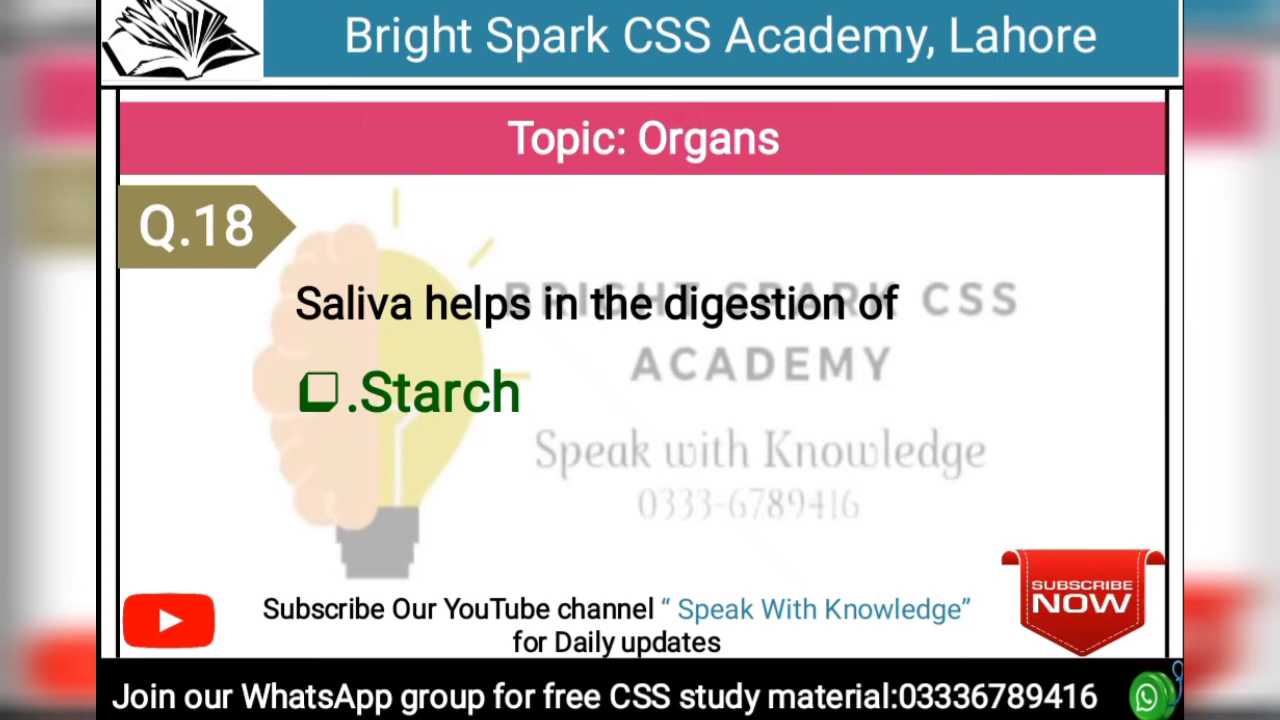 Bright Spark CSS Academy, Lahore
Topic: Organs
Q.18
Saliva helps in the digestion of
❑.Starch
BRIGHT SPARK CSS
ACADEMY
Speak with Knowledge
0333-6789416
SUBSCRIBE
NOW
Subscribe Our YouTube channel “ Speak With Knowledge”
for Daily updates
Join our WhatsApp group for free CSS study material:03336789416